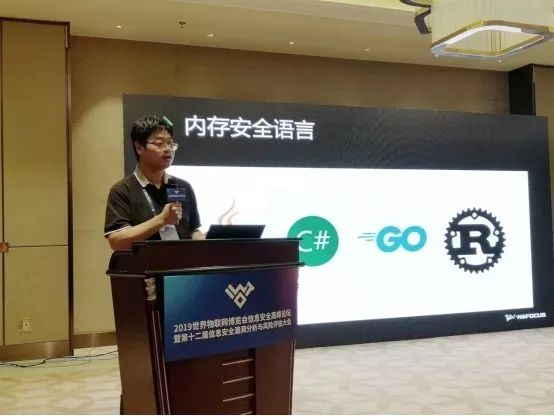 内存安全语言
C#
GO
R
NSFOCUS
2019世界物联网博览会信息安全高峰论坛
暨第十二届信息安全漏洞分析与风险评估大会